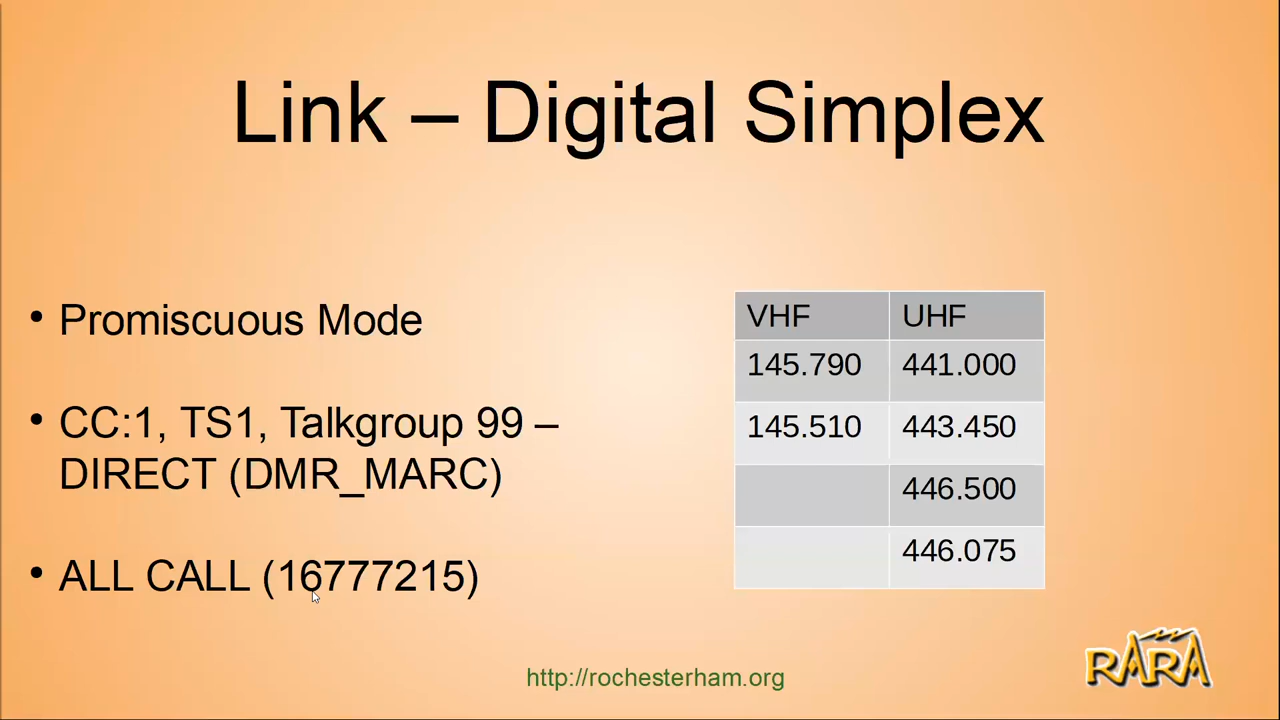 Link – Digital Simplex
• Promiscuous Mode
• CC:1, TS1, Talkgroup 99 –
DIRECT (DMR_MARC)
• ALL CALL (16777215)
VHF UHF
145.790 441.000
145.510 443.450
446.500
446.075
http://rochesterham.org
RARA